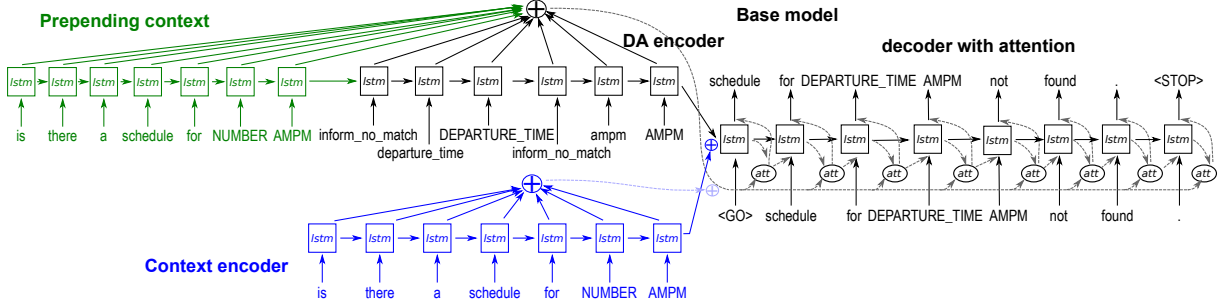 Prepending context
Base model
DA encoder
decoder with attention
schedule for DEPARTURE_TIME AMPM not found . <STOP>
lstm lstm lstm lstm lstm lstm lstm lstm lstm lstm lstm lstm lstm
is there a schedule for NUMBER AMPM inform_no_match DEPARTURE_TIME ampm AMPM
departure_time inform_no_match
lstm lstm lstm lstm lstm lstm lstm lstm
att att att att att att att att
<GO> schedule for DEPARTURE_TIME AMPM not found .
lstm lstm lstm lstm lstm lstm lstm
Context encoder
is there a schedule for NUMBER AMPM